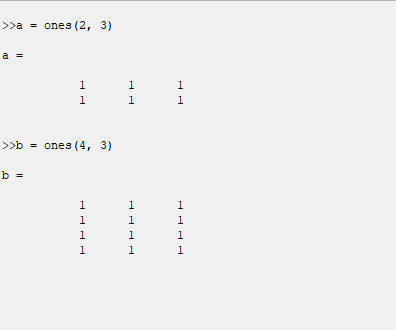 >>a = ones(2, 3)
a =
1 1 1
1 1 1
>>b = ones(4, 3)
b =
1 1 1
1 1 1
1 1 1
1 1 1